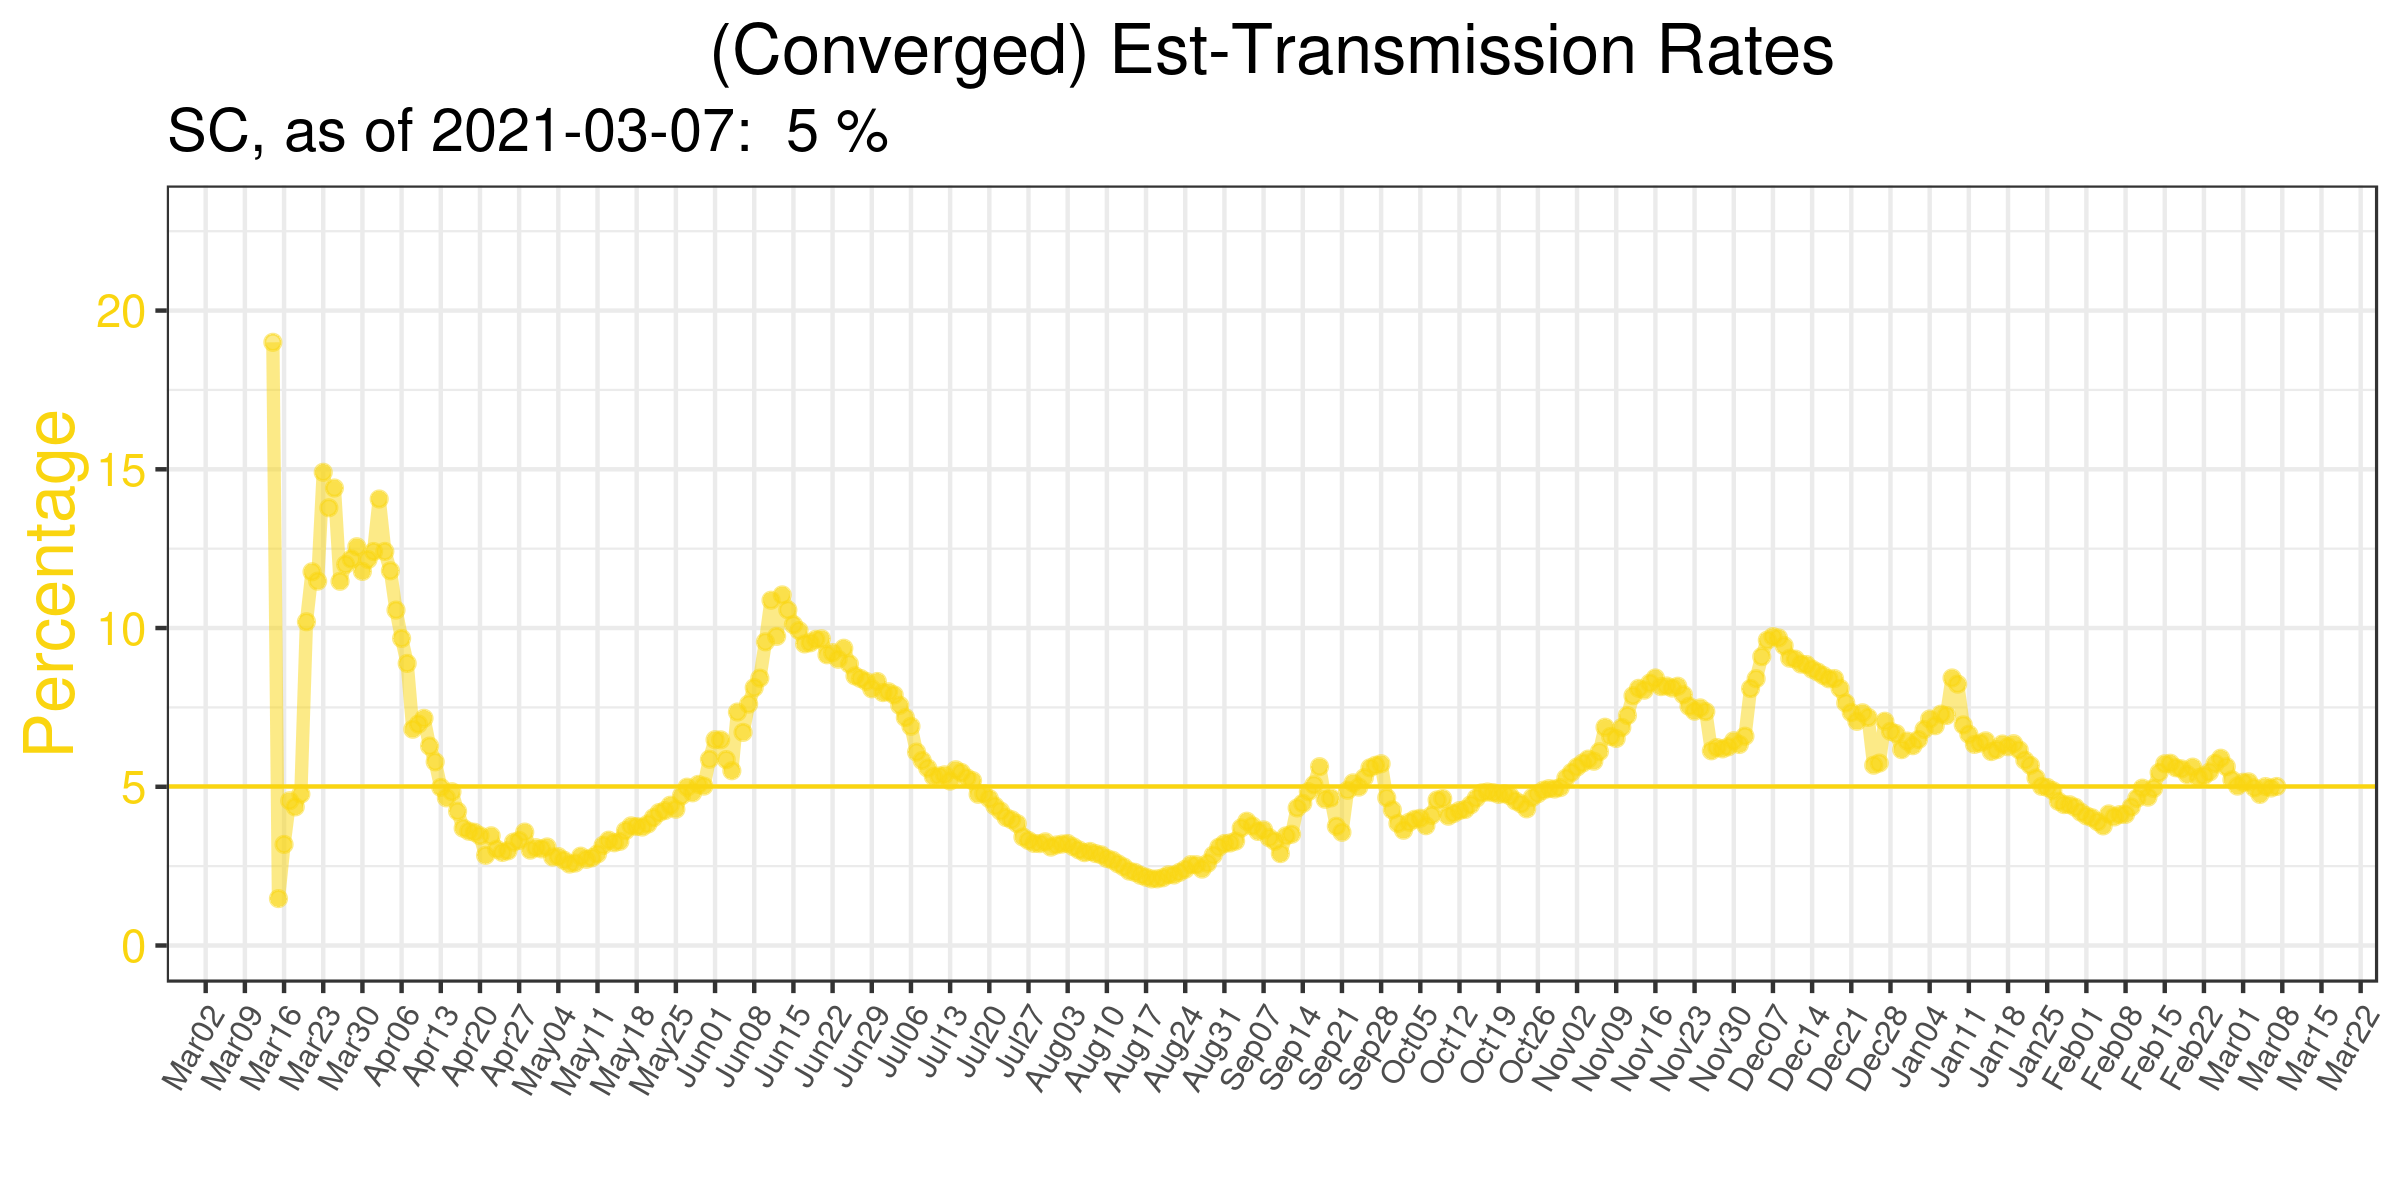 (Converged) Est-Transmission Rates
SC, as of 2021-03-07:  5 %
Percentage
20
15
10
5
0
Mar02
Mar09
Mar16
Mar23
Mar30
Apr06
Apr13
Apr20
Apr27
May04
May11
May18
May25
Jun01
Jun08
Jun15
Jun22
Jun29
Jul06
Jul13
Jul20
Jul27
Aug03
Aug10
Aug17
Aug24
Aug31
Sep07
Sep14
Sep21
Sep28
Oct05
Oct12
Oct19
Oct26
Nov02
Nov09
Nov16
Nov23
Nov30
Dec07
Dec14
Dec21
Dec28
Jan04
Jan11
Jan18
Jan25
Feb01
Feb08
Feb15
Feb22
Mar01
Mar08
Mar15
Mar22